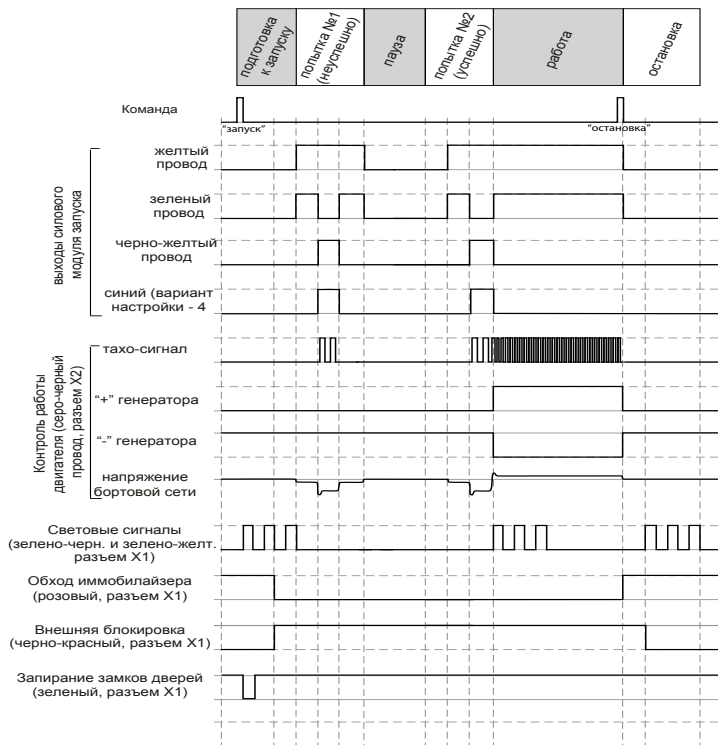 подготовка
к запуску
попытка №1
(неуспешно)
пауза
попытка №2
(успешно)
работа
остановка
Команда
"запуск"
"остановка"
выходы силового
модуля запуска
желтый
провод
зеленый
провод
черно-желтый
провод
синий (вариант
настройки - 4
Контроль работы
двигателя (серо-черный
провод, разъем X2)
тахо-сигнал
"+" генератора
"-" генератора
напряжение
бортовой сети
Световые сигналы
(зелено-черн. и зелено-желт.
разъем X1)
Обход иммобилайзера
(розовый, разъем X1)
Внешняя блокировка
(черно-красный, разъем X1)
Запирание замков дверей
(зеленый, разъем X1)